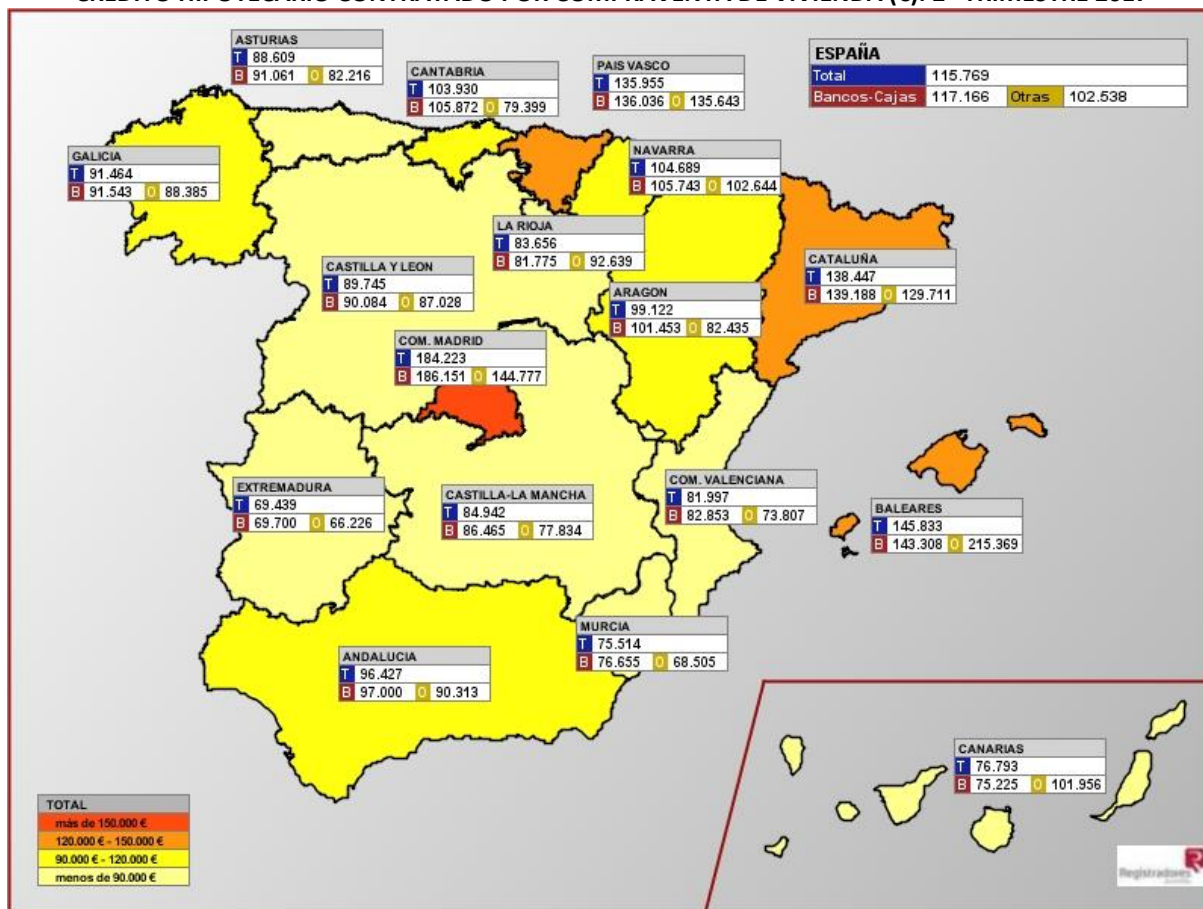 ASTURIAS
T 88.609
B 91.061 O 82.216
CANTABRIA
T 103.930
B 105.872 O 79.399
PAIS VASCO
T 135.955
B 136.036 O 135.643
ESPAÑA
Total 115.769
Bancos-Cajas 117.166 Otras 102.538
GALICIA
T 91.464
B 91.543 O 88.385
NAVARRA
T 104.689
B 105.743 O 102.644
LA RIOJA
T 83.656
B 81.775 O 92.639
CASTILLA Y LEON
T 89.745
B 90.084 O 87.028
CATALUÑA
T 138.447
B 139.188 O 129.711
ARAGON
T 99.122
B 101.453 O 82.435
COM. MADRID
T 184.223
B 186.151 O 144.777
EXTREMADURA
T 69.439
B 69.700 O 66.226
CASTILLA-LA MANCHA
T 84.942
B 86.465 O 77.834
COM. VALENCIANA
T 81.997
B 82.853 O 73.807
BALEARES
T 145.833
B 143.308 O 215.369
MURCIA
T 75.514
B 76.655 O 68.505
ANDALUCIA
T 96.427
B 97.000 O 90.313
CANARIAS
T 76.793
B 75.225 O 101.956
TOTAL
más de 150.000 €
120.000 € - 150.000 €
90.000 € - 120.000 €
menos de 90.000 €
Registradores